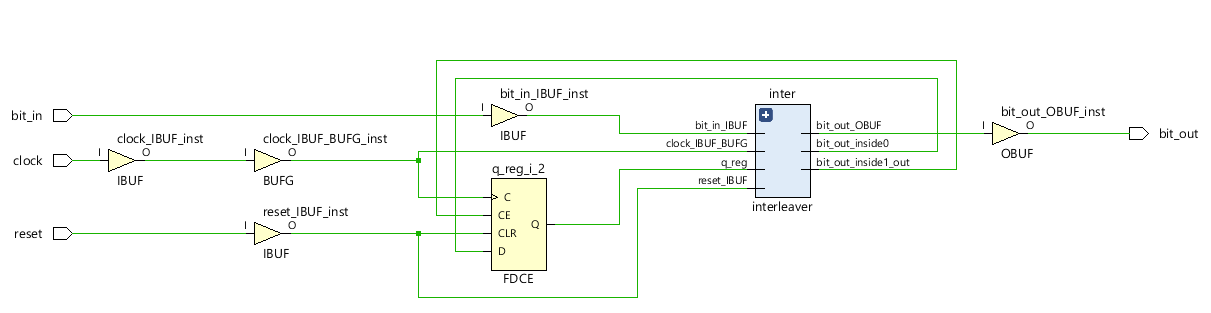 inter
bit_in
I
bit_in_IBUF_inst
O
IBUF
clock
I
clock_IBUF_inst
O
IBUF
I
clock_IBUF_BUFG_inst
O
BUFG
reset
I
reset_IBUF_inst
O
IBUF
q_reg_i_2
C
CE
CLR
D
Q
FDCE
bit_in_IBUF
clock_IBUF_BUFG
q_reg
reset_IBUF
bit_out_OBUF
bit_out_inside0
bit_out_inside1_out
interleaver
I
bit_out_OBUF_inst
O
OBUF
bit_out